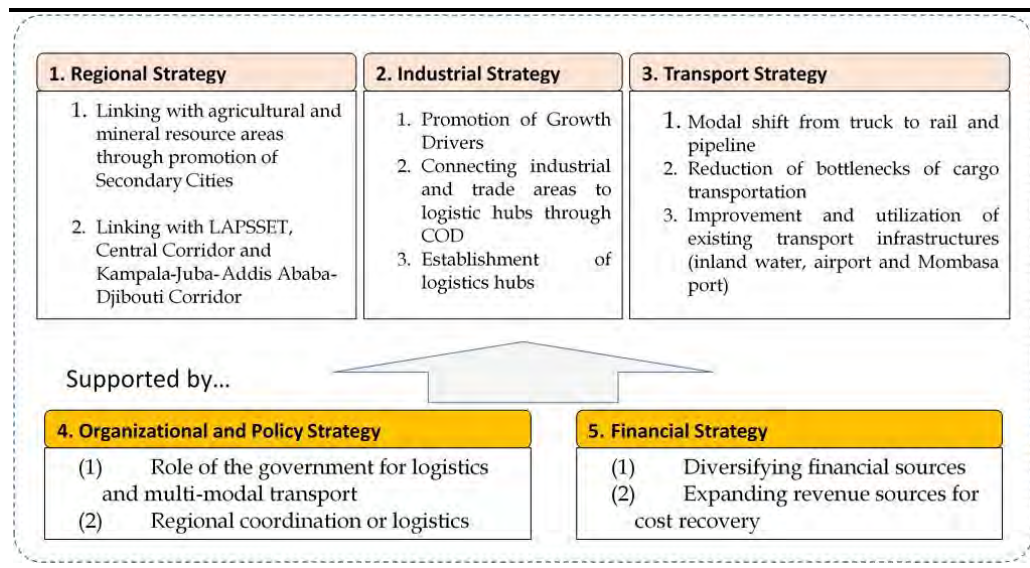 1. Regional Strategy
1. Linking with agricultural and
mineral resource areas
through promotion of
Secondary Cities
2. Linking with LAPSSET,
Central Corridor and
Kampala-Juba-Addis Ababa-
Djibouti Corridor
2. Industrial Strategy
1. Promotion of Growth
Drivers
2. Connecting industrial
and trade areas to
logistic hubs through
COD
3. Establishment of
logistics hubs
3. Transport Strategy
1. Modal shift from truck to rail and
pipeline
2. Reduction of bottlenecks of cargo
transportation
3. Improvement and utilization of
existing transport infrastructures
(inland water, airport and Mombasa
port)
Supported by...
4. Organizational and Policy Strategy
(1) Role of the government for logistics
and multi-modal transport
(2) Regional coordination or logistics
5. Financial Strategy
(1) Diversifying financial sources
(2) Expanding revenue sources for
cost recovery